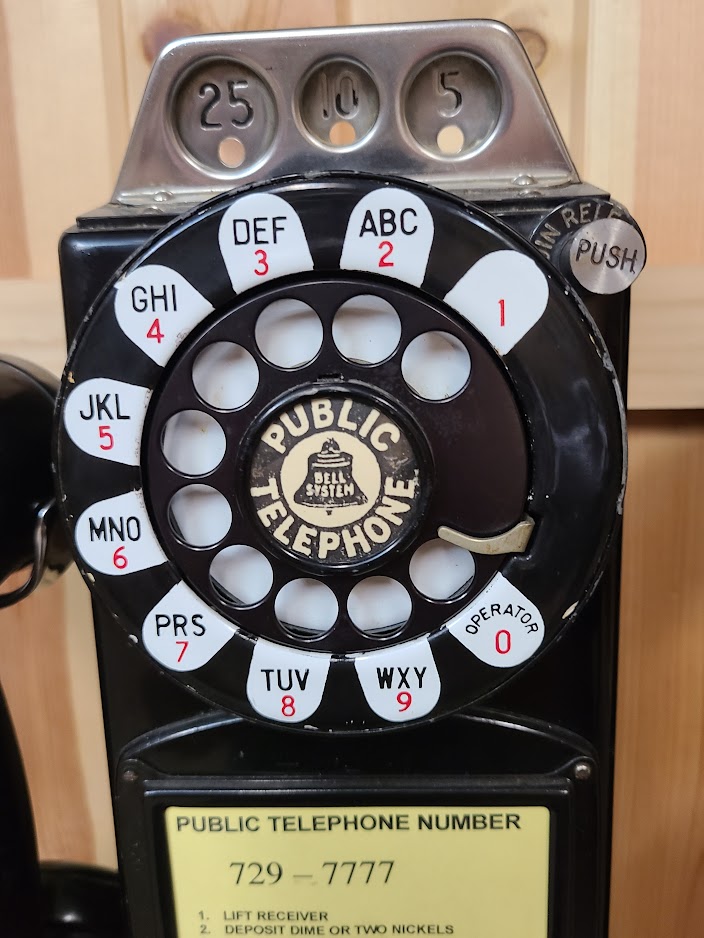 25 10 5
IN REL
PUSH
ABC
2
DEF
3
1
GHI
4
JKL
5
MNO
6
PRS
7
TUV
8
WXY
9
OPERATOR
0
PUBLIC
BELL
SYSTEM
TELEPHONE
PUBLIC TELEPHONE NUMBER
729 – 7777
1. LIFT RECEIVER
2. DEPOSIT DIME OR TWO NICKELS